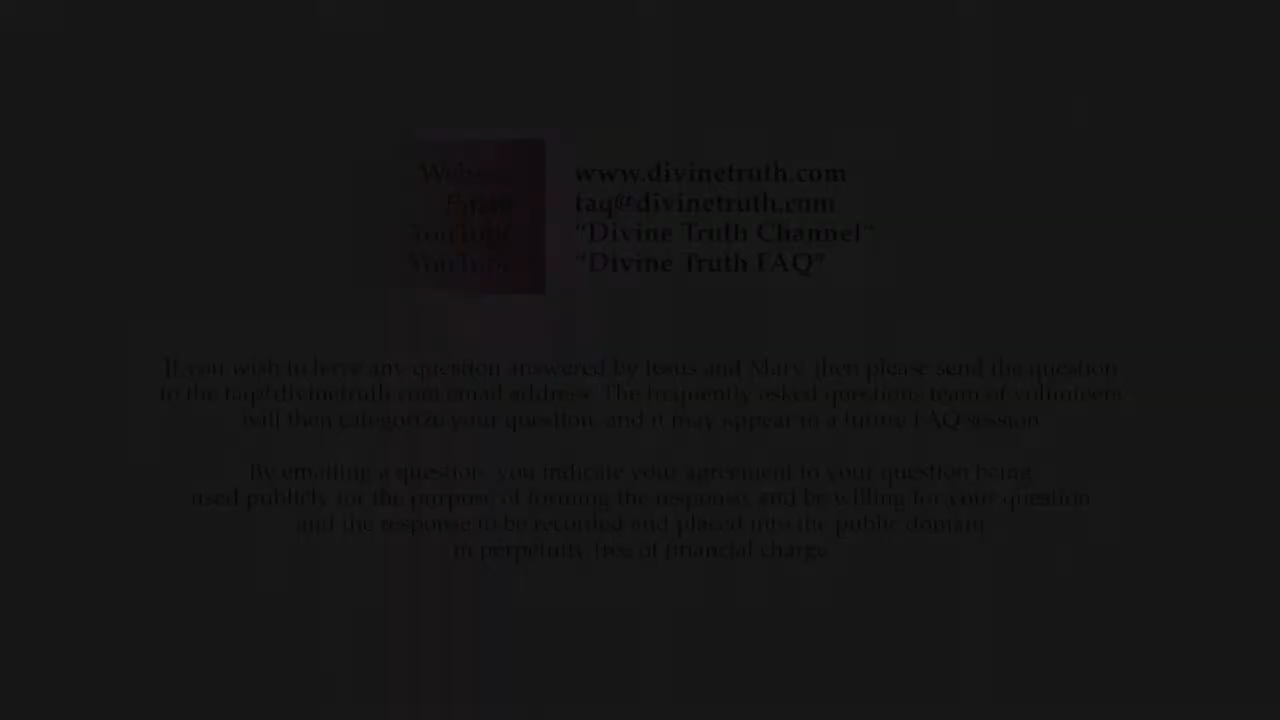 Website www.divinetruth.com
Email faq@divinetruth.com
YouTube "Divine Truth Channel"
YouTube "Divine Truth FAQ"
If you wish to have any question answered by Jesus and Mary, then please send the question
to the faq@divinetruth.com email address. The frequently asked questions team of volunteers
will then categorize your question, and it may appear in a future FAQ session.
By emailing a question, you indicate your agreement to your question being
used publicly for the purpose of forming the response, and be willing for your question
and the response to be recorded and placed into the public domain
in perpetuity free of financial charge.